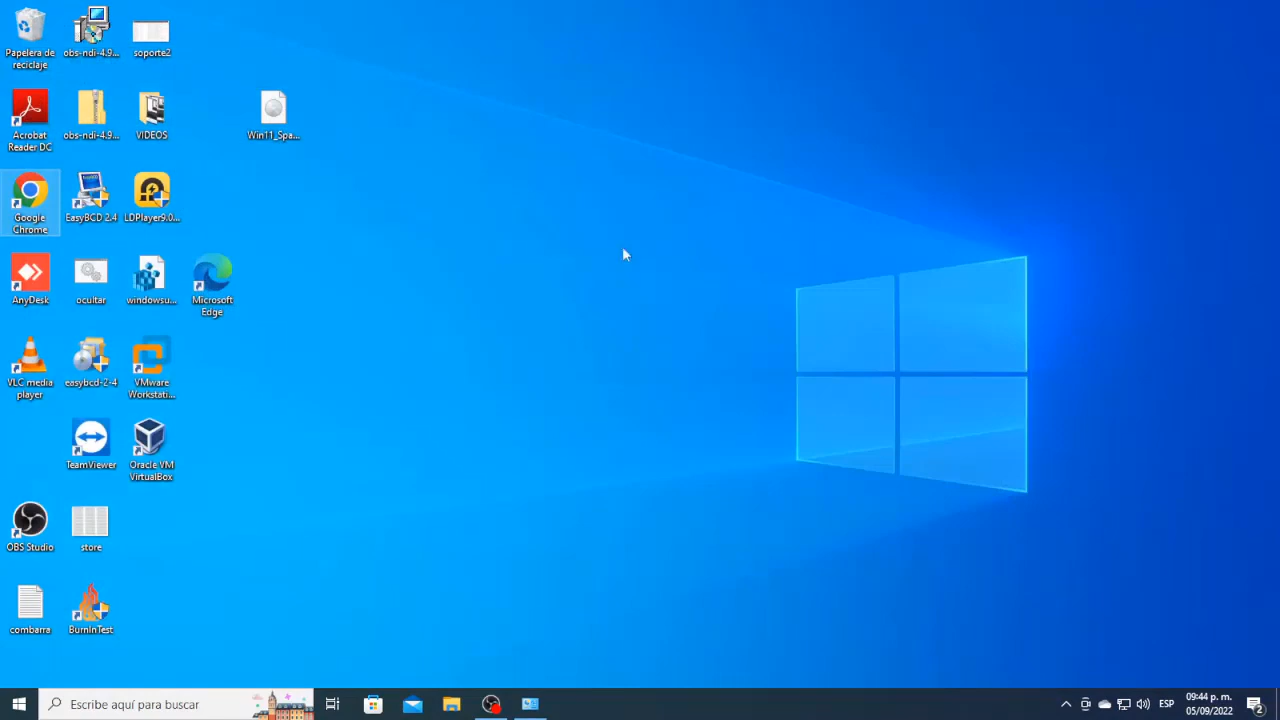 Papelera de
reciclaje
obs-ndi-4.9...
soporte2
Acrobat
Reader DC
obs-ndi-4.9...
VIDEOS
Win11_Spa...
Google
Chrome
EasyBCD 2.4
LDPlayer9.0...
AnyDesk
ocultar
windowsu...
Microsoft
Edge
VLC media
player
easybcd-2-4
VMware
Workstati...
TeamViewer
Oracle VM
VirtualBox
OBS Studio
store
combarra
BurnInTest
Escribe aquí para buscar
ESP
09:44 p. m.
05/09/2022
2